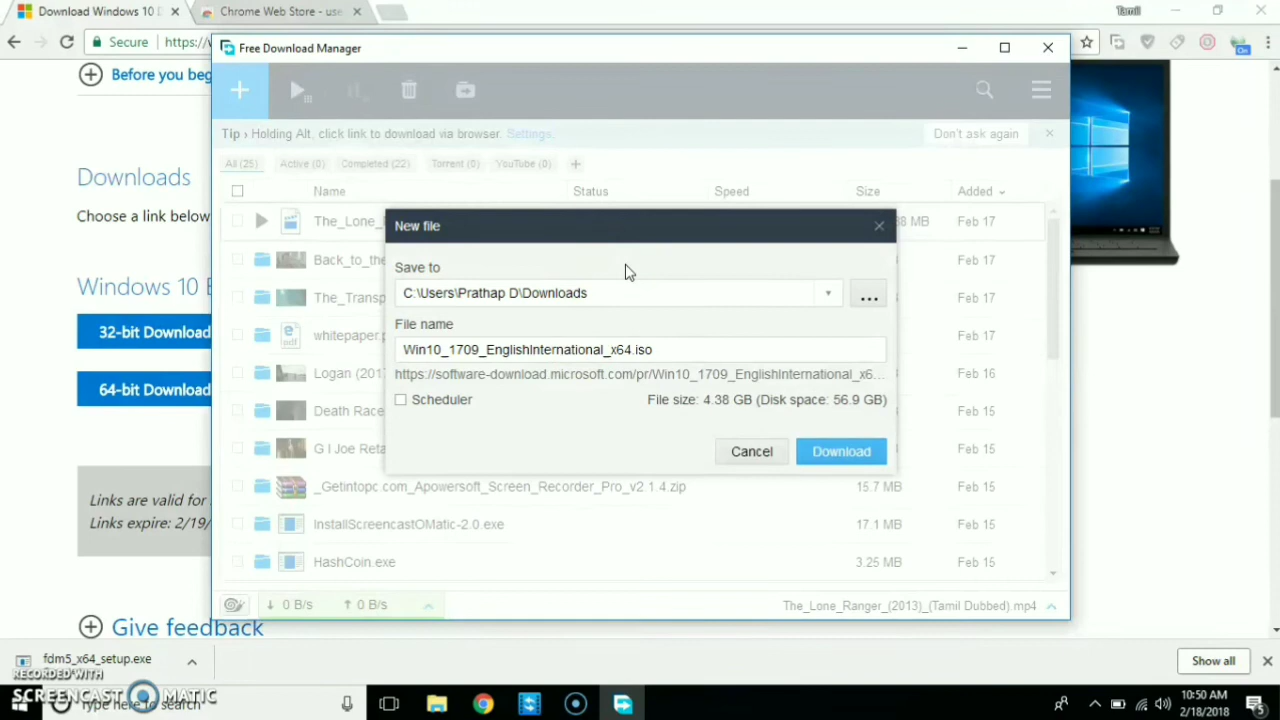 Download Windows 10 D
Chrome Web Store - use
Tamil
Secure
https://
On
Free Download Manager
Before you beg
Tip › Holding Alt, click link to download via browser. Settings.
Don't ask again
All (25)
Active (0)
Completed (22)
Torrent (0)
YouTube (0)
Downloads
Name
Status
Speed
Size
Added
Choose a link below
The_Lone_
38 MB
Feb 17
New file
Back_to_the
Feb 17
Save to
Windows 10
The_Transp
C:\Users\Prathap D\Downloads
...
Feb 17
File name
32-bit Download
whitepaper.p
Feb 17
Win10_1709_EnglishInternational_x64.iso
Logan (201
https://software-download.microsoft.com/pr/Win10_1709_EnglishInternational_x6...
Feb 16
64-bit Download
Scheduler
File size: 4.38 GB (Disk space: 56.9 GB)
Death Race
Feb 15
G I Joe Reta
Cancel
Download
Feb 15
Links are valid for
_Getintopc.com_Apowersoft_Screen_Recorder_Pro_v2.1.4.zip
15.7 MB
Feb 15
Links expire: 2/19/
InstallScreencastOMatic-2.0.exe
17.1 MB
Feb 15
HashCoin.exe
3.25 MB
Feb 15
0 B/s
0 B/s
The_Lone_Ranger_(2013)_(Tamil Dubbed).mp4
Give feedback
fdm5_x64_setup.exe
Show all
RECORDED WITH
SCREENCAST MATIC
Type here to search
10:50 AM
2/18/2018
5